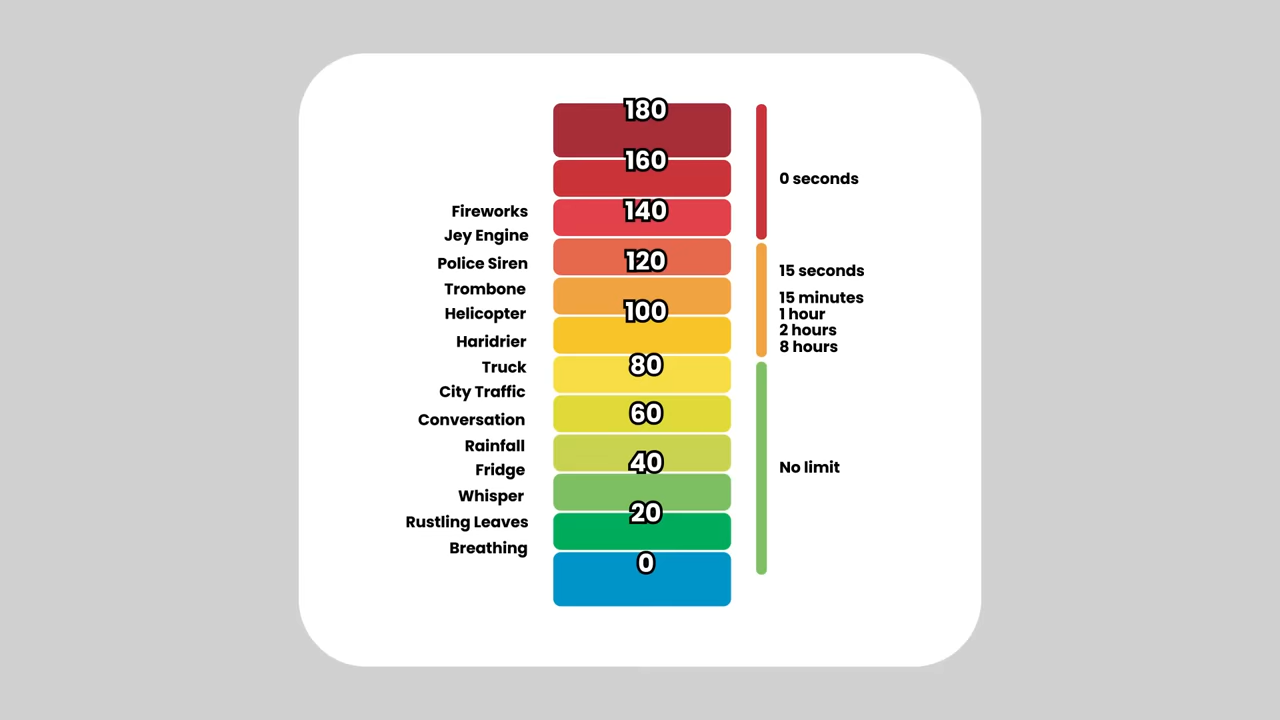 180
160
0 seconds
Fireworks
140
Jey Engine
Police Siren
120
15 seconds
Trombone
15 minutes
Helicopter
100
1 hour
2 hours
Haridrier
8 hours
Truck
80
City Traffic
Conversation
60
Rainfall
Fridge
40
No limit
Whisper
Rustling Leaves
20
Breathing
0